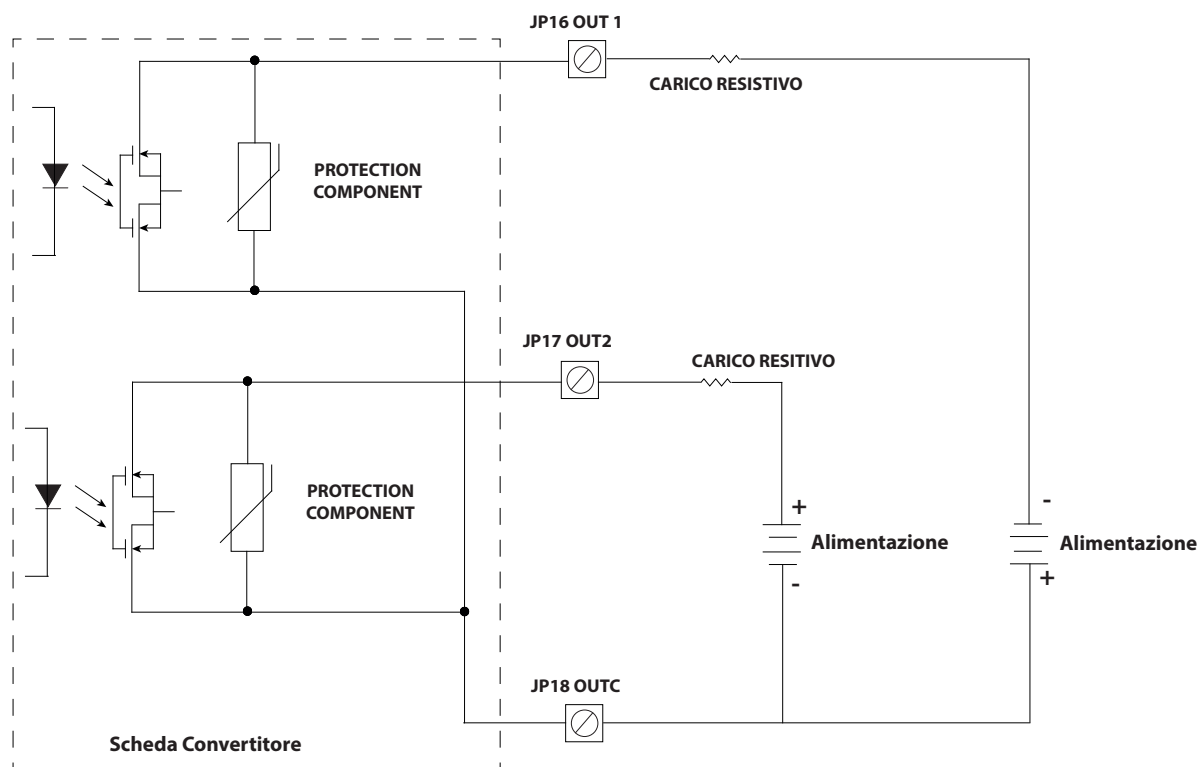 JP16 OUT 1
CARICO RESISTIVO
PROTECTION
COMPONENT
JP17 OUT2
CARICO RESITIVO
PROTECTION
COMPONENT
+
Alimentazione
-
-
Alimentazione
+
JP18 OUTC
Scheda Convertitore